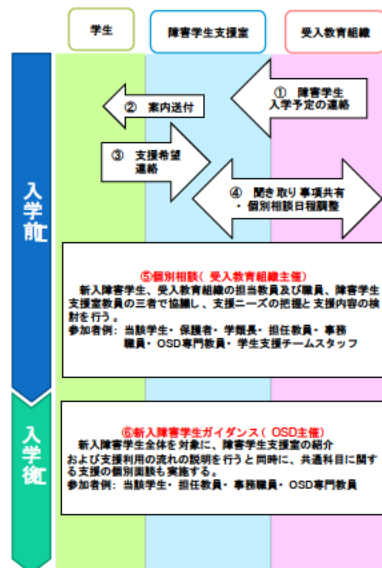 学生
障害学生支援室
受入教育組織
① 障害学生
入学予定の連絡
② 案内送付
③ 支援希望
連絡
④ 聞き取り事項共有
・個別相談日程調整
入学前
⑤個別相談(受入教育組織主催)
新入障害学生、受入教育組織の担当教員及び職員、障害学生
支援室教員の三者で協議し、支援ニーズの把握と支援内容の検
討を行う。
参加者例:当該学生・保護者・学類長・担任教員・事務
職員・OSD専門教員・学生支援チームスタッフ
入学後
⑥新入障害学生ガイダンス(OSD主催)
新入障害学生全体を対象に、障害学生支援室の紹介
および支援利用の流れの説明を行うと同時に、共通科目に関す
る支援の個別面談も実施する。
参加者例:当該学生・担任教員・事務職員・OSD専門教員